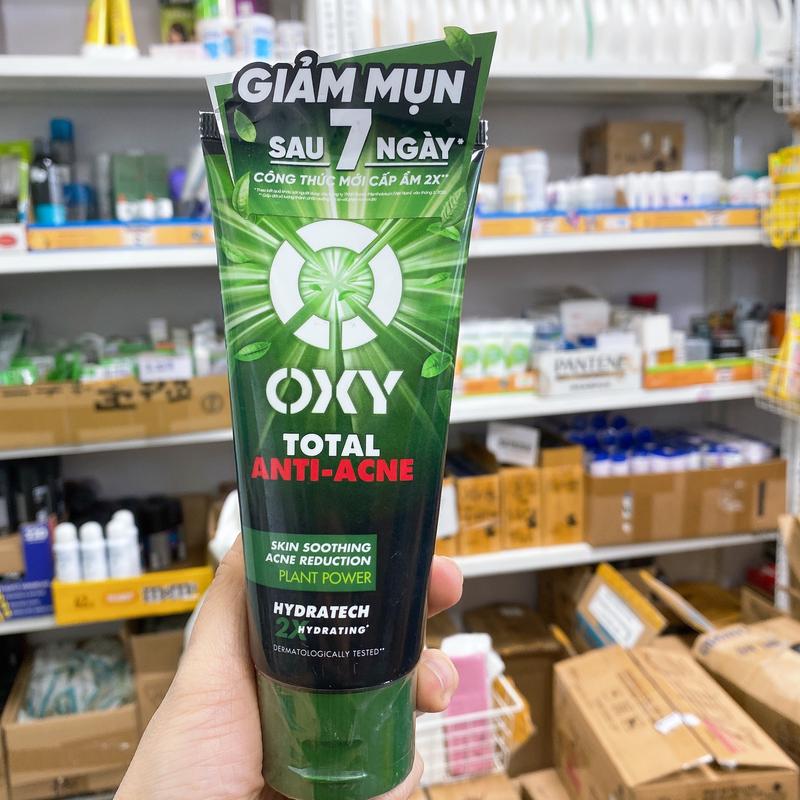 GIẢM MỤN
SAU 7 NGÀY*
CÔNG THỨC MỚI CẤP ẨM 2X**
OXY
TOTAL
ANTI-ACNE
SKIN SOOTHING
ACNE REDUCTION
PLANT POWER
HYDRATECH
2X HYDRATING*
DERMATOLOGICALLY TESTED**
PANTENE